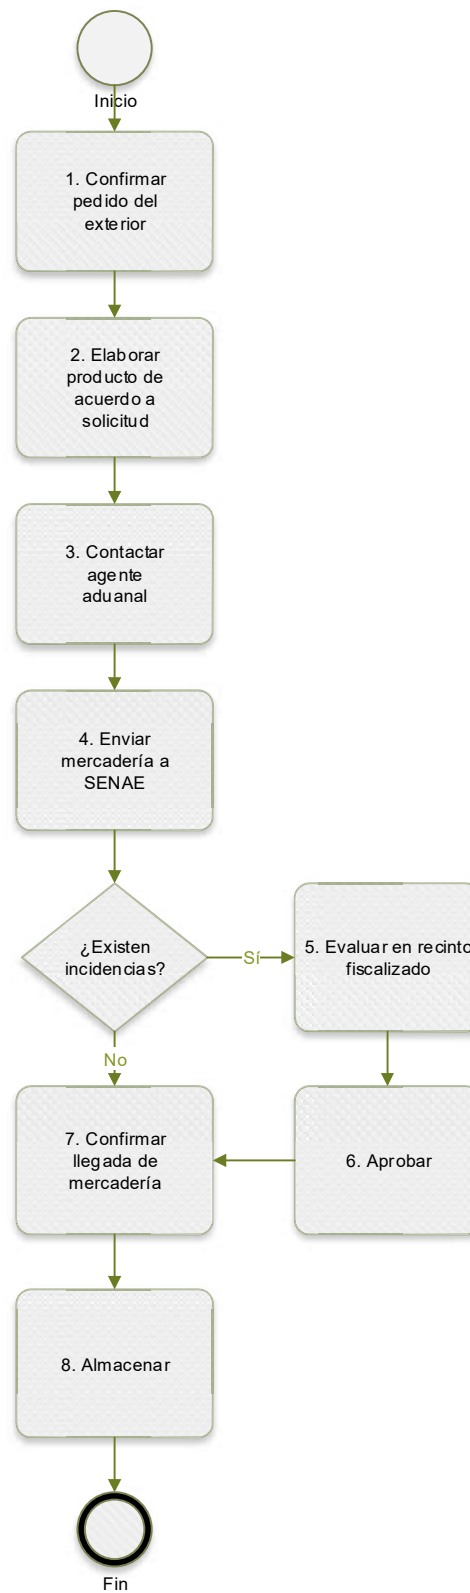 Inicio
1. Confirmar
pedido del
exterior
2. Elaborar
producto de
acuerdo a
solicitud
3. Contactar
agente
aduanal
4. Enviar
mercadería a
SENAE
¿Existen
incidencias?
Sí
5. Evaluar en recinto
fiscalizado
No
7. Confirmar
llegada de
mercadería
6. Aprobar
8. Almacenar
Fin